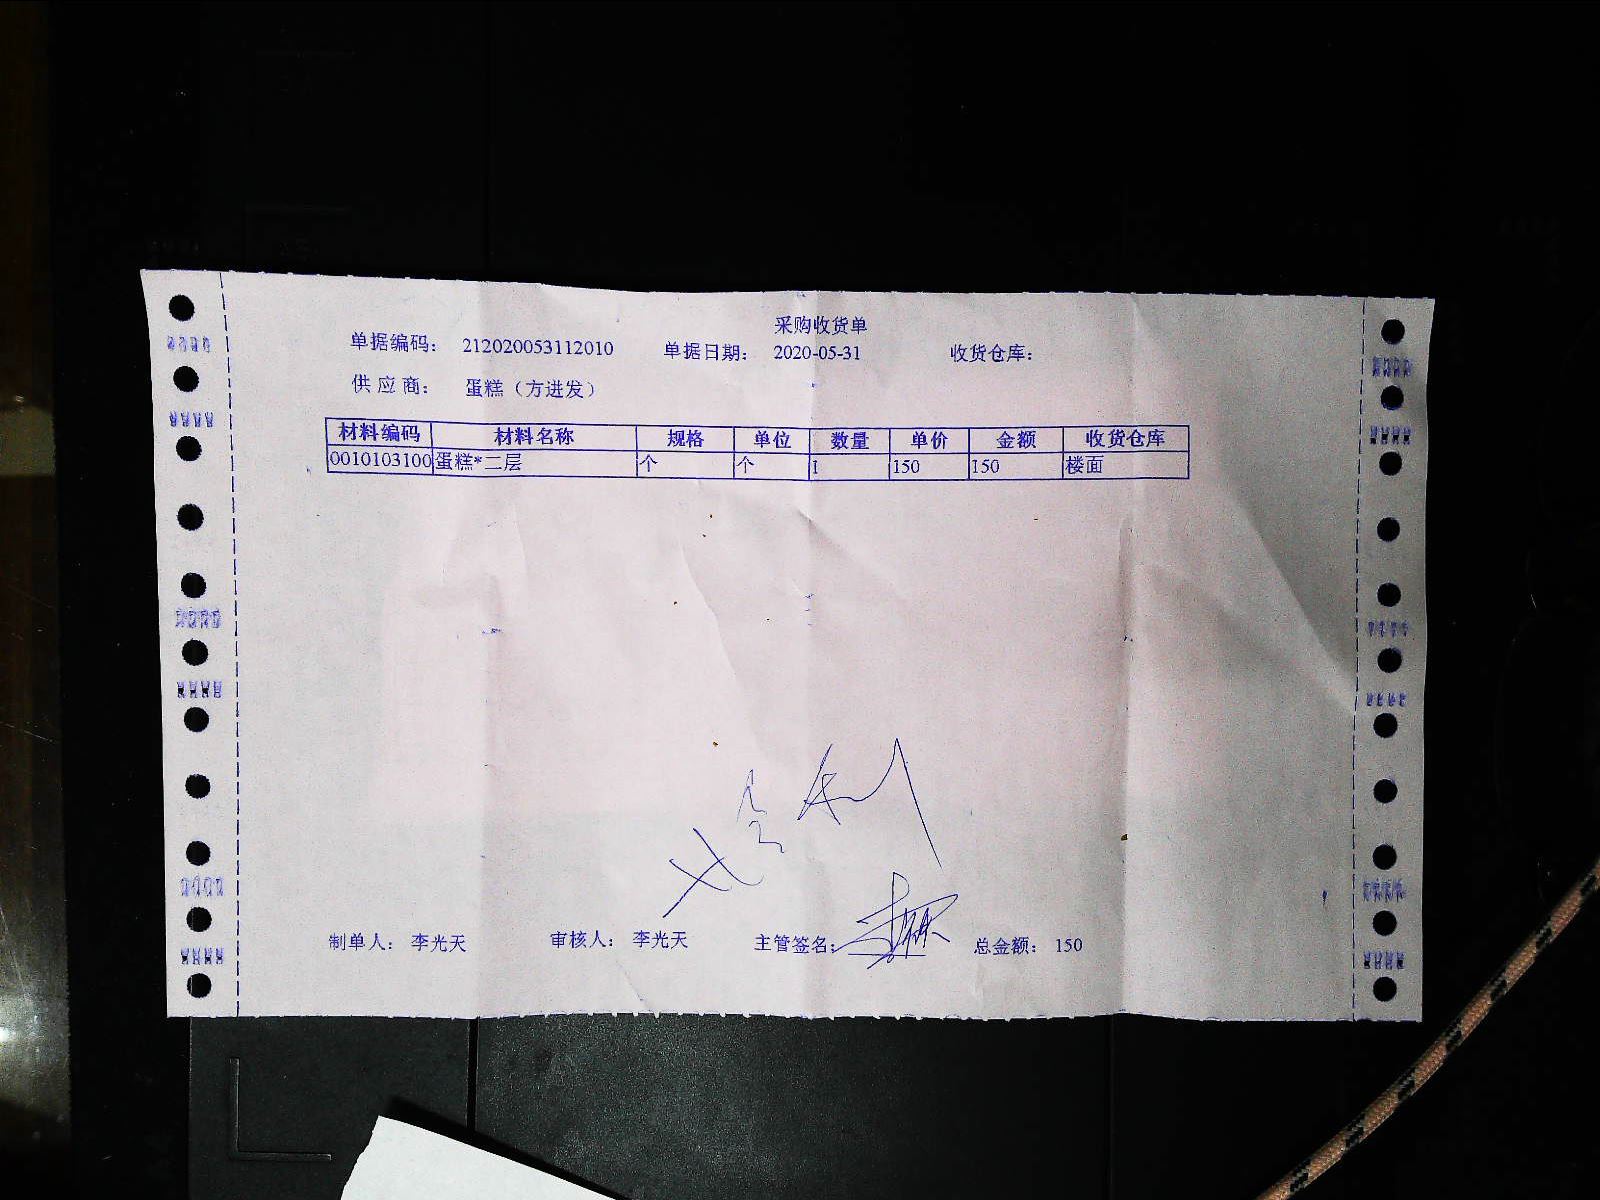 采购收货单
单据编码： 212020053112010 单据日期： 2020-05-31 收货仓库：
供 应 商： 蛋糕（方进发）
材料编码 材料名称 规格 单位 数量 单价 金额 收货仓库
0010103100 蛋糕*二层 个 个 1 150 150 楼面
制单人： 李光天 审核人： 李光天 主管签名： 总金额： 150